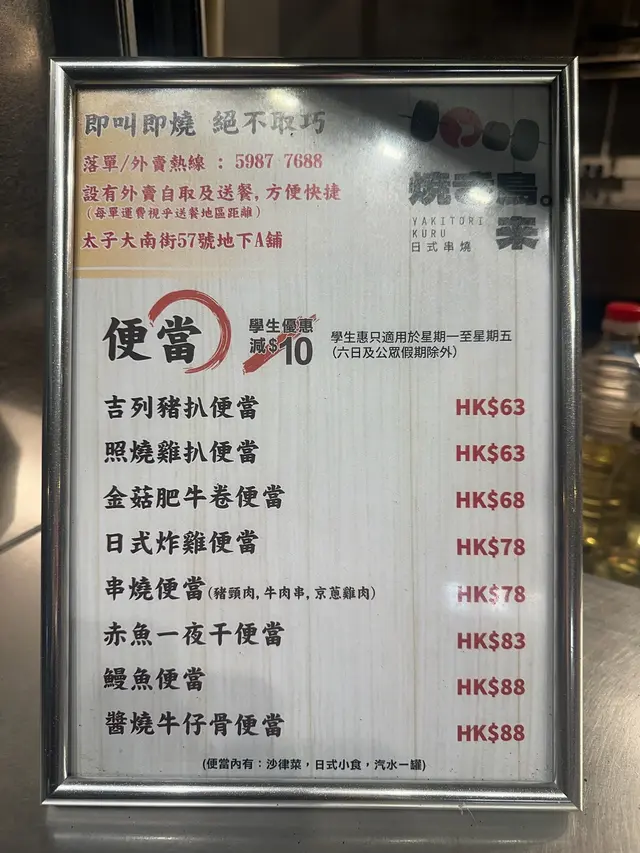 即叫即燒 絕不取巧
落單/外賣熱線 : 5987 7688
設有外賣自取及送餐, 方便快捷
(每單運費視乎送餐地區距離)
太子大南街57號地下A舖
焼き鳥。
来
YAKITORI
KURU
日式串燒
便當
學生優惠
減$10
學生惠只適用於星期一至星期五
(六日及公眾假期除外)
吉列豬扒便當 HK$63
照燒雞扒便當 HK$63
金菇肥牛卷便當 HK$68
日式炸雞便當 HK$78
串燒便當(豬頸肉, 牛肉串, 京蔥雞肉) HK$78
赤魚一夜干便當 HK$83
鰻魚便當 HK$88
醬燒牛仔骨便當 HK$88
(便當內有：沙律菜，日式小食，汽水一罐)